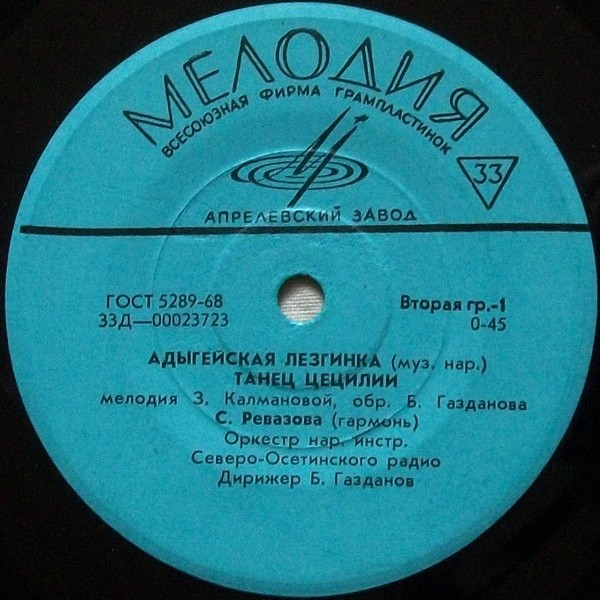 МЕЛОДИЯ
ВСЕСОЮЗНАЯ ФИРМА ГРАМПЛАСТИНОК
33
АПРЕЛЕВСКИЙ ЗАВОД
ГОСТ 5289-68
33Д—00023723
Вторая гр.-1
0-45
АДЫГЕЙСКАЯ ЛЕЗГИНКА (муз. нар.)
ТАНЕЦ ЦЕЦИЛИИ
мелодия З. Калмановой, обр. Б. Газданова
С. Ревазова (гармонь)
Оркестр нар. инстр.
Северо-Осетинского радио
Дирижер Б. Газданов